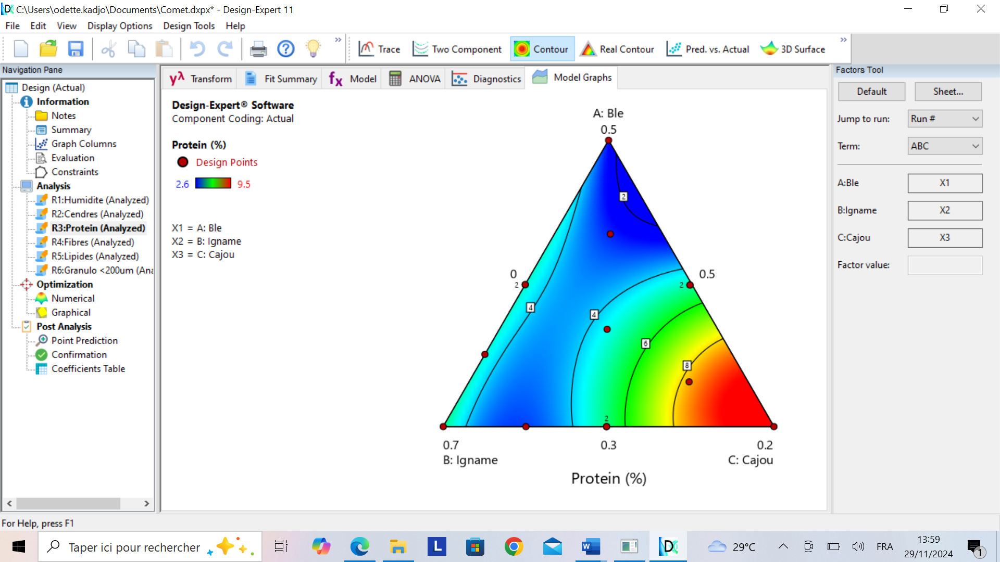 C:\Users\odette.kadjo\Documents\Comet.dxpx* - Design-Expert 11
File Edit View Display Options Design Tools Help
» Trace Two Component Contour Real Contour Pred. vs. Actual 3D Surface »
Navigation Pane
Design (Actual)
Information
Notes
Summary
Graph Columns
Evaluation
Constraints
Analysis
R1:Humidite (Analyzed)
R2:Cendres (Analyzed)
R3:Protein (Analyzed)
R4:Fibres (Analyzed)
R5:Lipides (Analyzed)
R6:Granulo <200um (Ana
Optimization
Numerical
Graphical
Post Analysis
Point Prediction
Confirmation
Coefficients Table
yλ Transform Fit Summary fx Model ANOVA Diagnostics Model Graphs
Design-Expert® Software
Component Coding: Actual
Protein (%)
Design Points
2.6 9.5
X1 = A: Ble
X2 = B: Igname
X3 = C: Cajou
A: Ble
0.5
2
0 0.5
2 2
4 4
6
8
2
0.7 0.3 0.2
B: Igname C: Cajou
Protein (%)
Factors Tool
Default Sheet...
Jump to run: Run #
Term: ABC
A:Ble X1
B:Igname X2
C:Cajou X3
Factor value:
For Help, press F1
Taper ici pour rechercher
L
W
D
29°C
FRA
13:59
29/11/2024
1